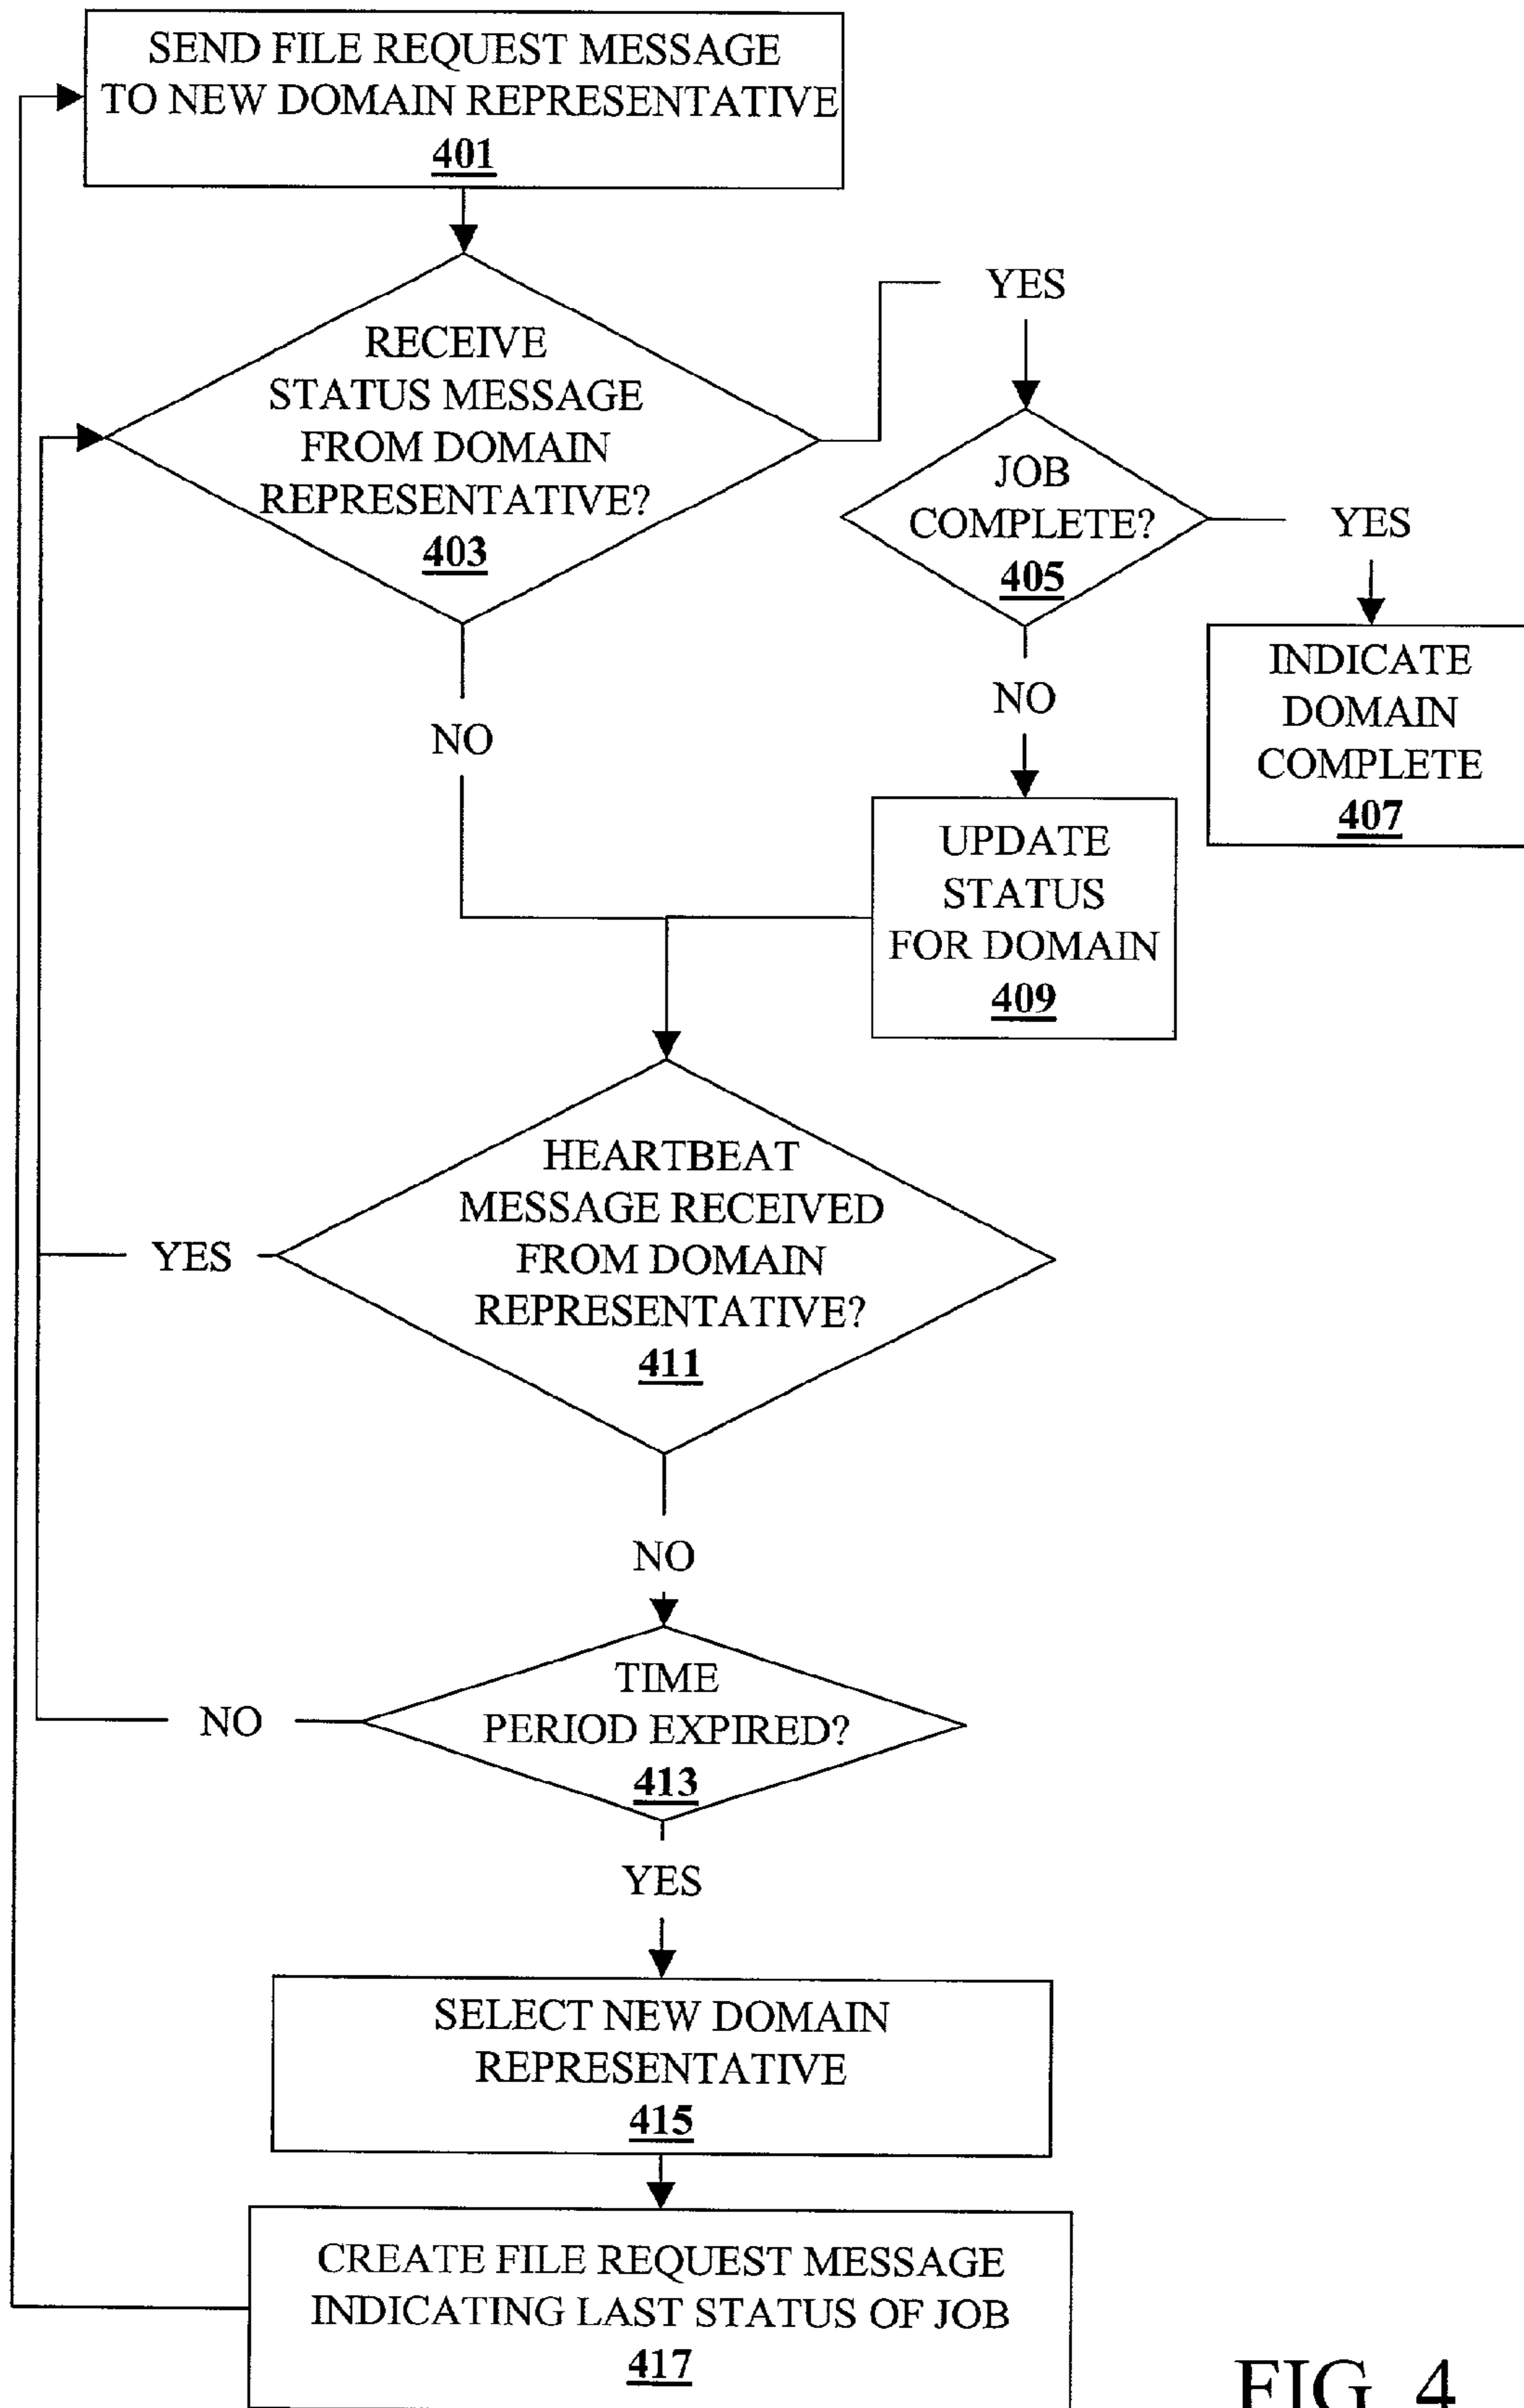 SEND FILE REQUEST MESSAGE
TO NEW DOMAIN REPRESENTATIVE
401
RECEIVE
STATUS MESSAGE
FROM DOMAIN
REPRESENTATIVE?
403
YES
JOB
COMPLETE?
405
YES
NO
INDICATE
DOMAIN
COMPLETE
407
NO
UPDATE
STATUS
FOR DOMAIN
409
HEARTBEAT
MESSAGE RECEIVED
FROM DOMAIN
REPRESENTATIVE?
411
YES
NO
TIME
PERIOD EXPIRED?
413
NO
YES
SELECT NEW DOMAIN
REPRESENTATIVE
415
CREATE FILE REQUEST MESSAGE
INDICATING LAST STATUS OF JOB
417
FIG. 4